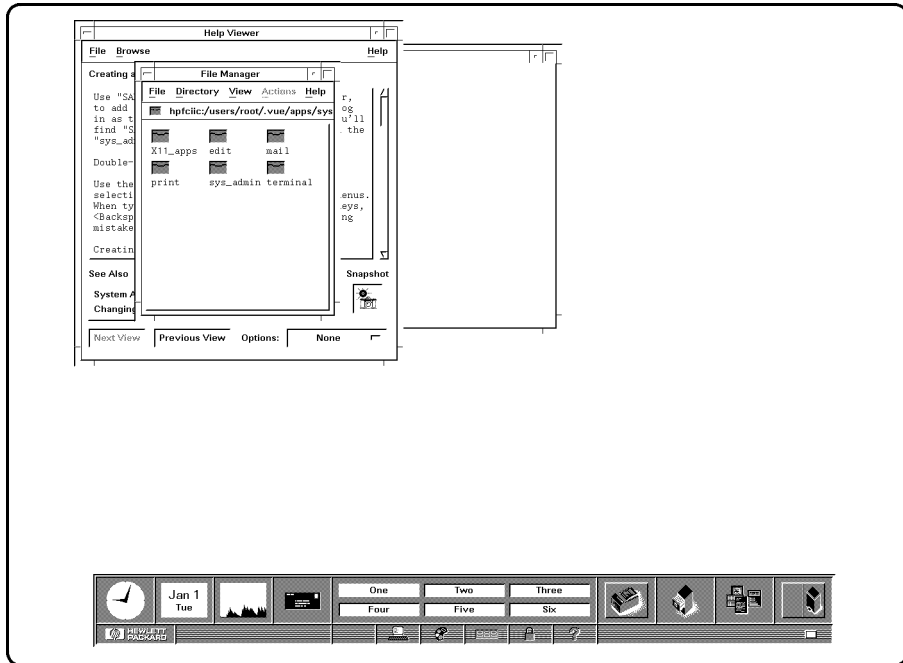 Help Viewer
File Browse Help
Creating a
Use "SA
r,
to add
og
in as t
u'll
find "S
the
"sys_ad
Double-
Use the
selecti
enus.
When ty
eys,
<Backsp
ng
mistake
Creatin
See Also
Snapshot
System A
Changing
Next View Previous View Options: None
File Manager
File Directory View Actions Help
hpfciic:/users/root/.vue/apps/sys
X11_apps edit mail
print sys_admin terminal
Jan 1
Tue
One Two Three
Four Five Six
HEWLETT
PACKARD